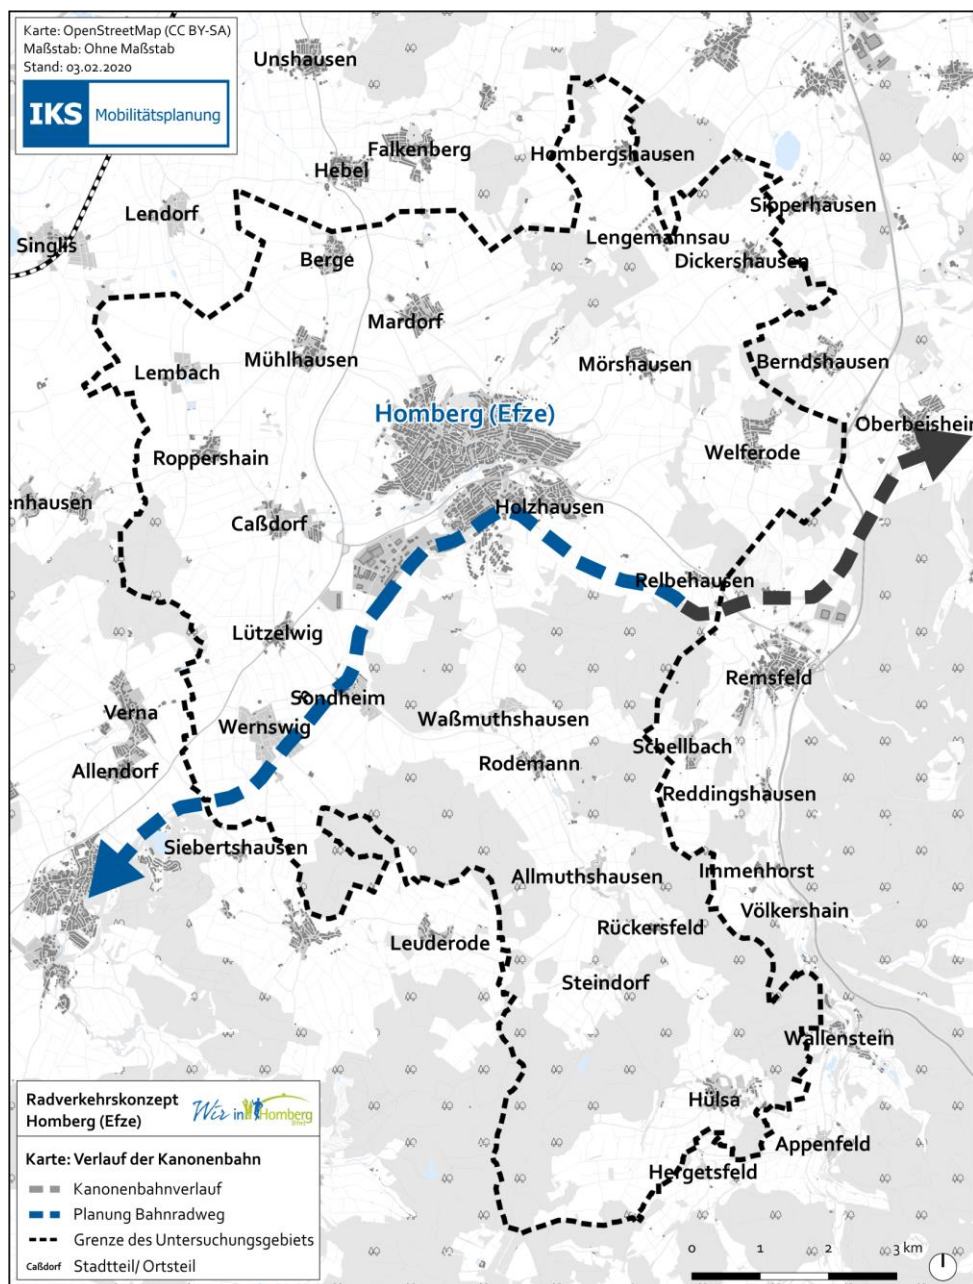 Karte: OpenStreetMap (CC BY-SA)
Maßstab: Ohne Maßstab
Stand: 03.02.2020
IKS Mobilitätsplanung
Unshausen
Falkenberg
Hebel
Hombergshausen
Lendorf
Sipperhausen
Singlis
Lengemannsau
Berge
Dickershausen
Mardorf
Mühlhausen
Mörshausen
Berndshausen
Lembach
Homberg (Efze)
Oberbeisheim
Roppershain
Welferode
enhausen
Holzhausen
Caßdorf
Relbehausen
Lützelwig
Remsfeld
Sondheim
Verna
Wernswig
Waßmuthshausen
Schellbach
Allendorf
Rodemann
Reddingshausen
Siebertshausen
Allmuthshausen
Immenhorst
Völkershain
Rückersfeld
Leuderode
Steindorf
Wallenstein
Hülsa
Appenfeld
Hergetsfeld
Radverkehrskonzept
Homberg (Efze)
Wir in Homberg
Karte: Verlauf der Kanonenbahn
Kanonenbahnverlauf
Planung Bahnradweg
Grenze des Untersuchungsgebiets
Caßdorf Stadtteil/ Ortsteil
0 1 2 3 km